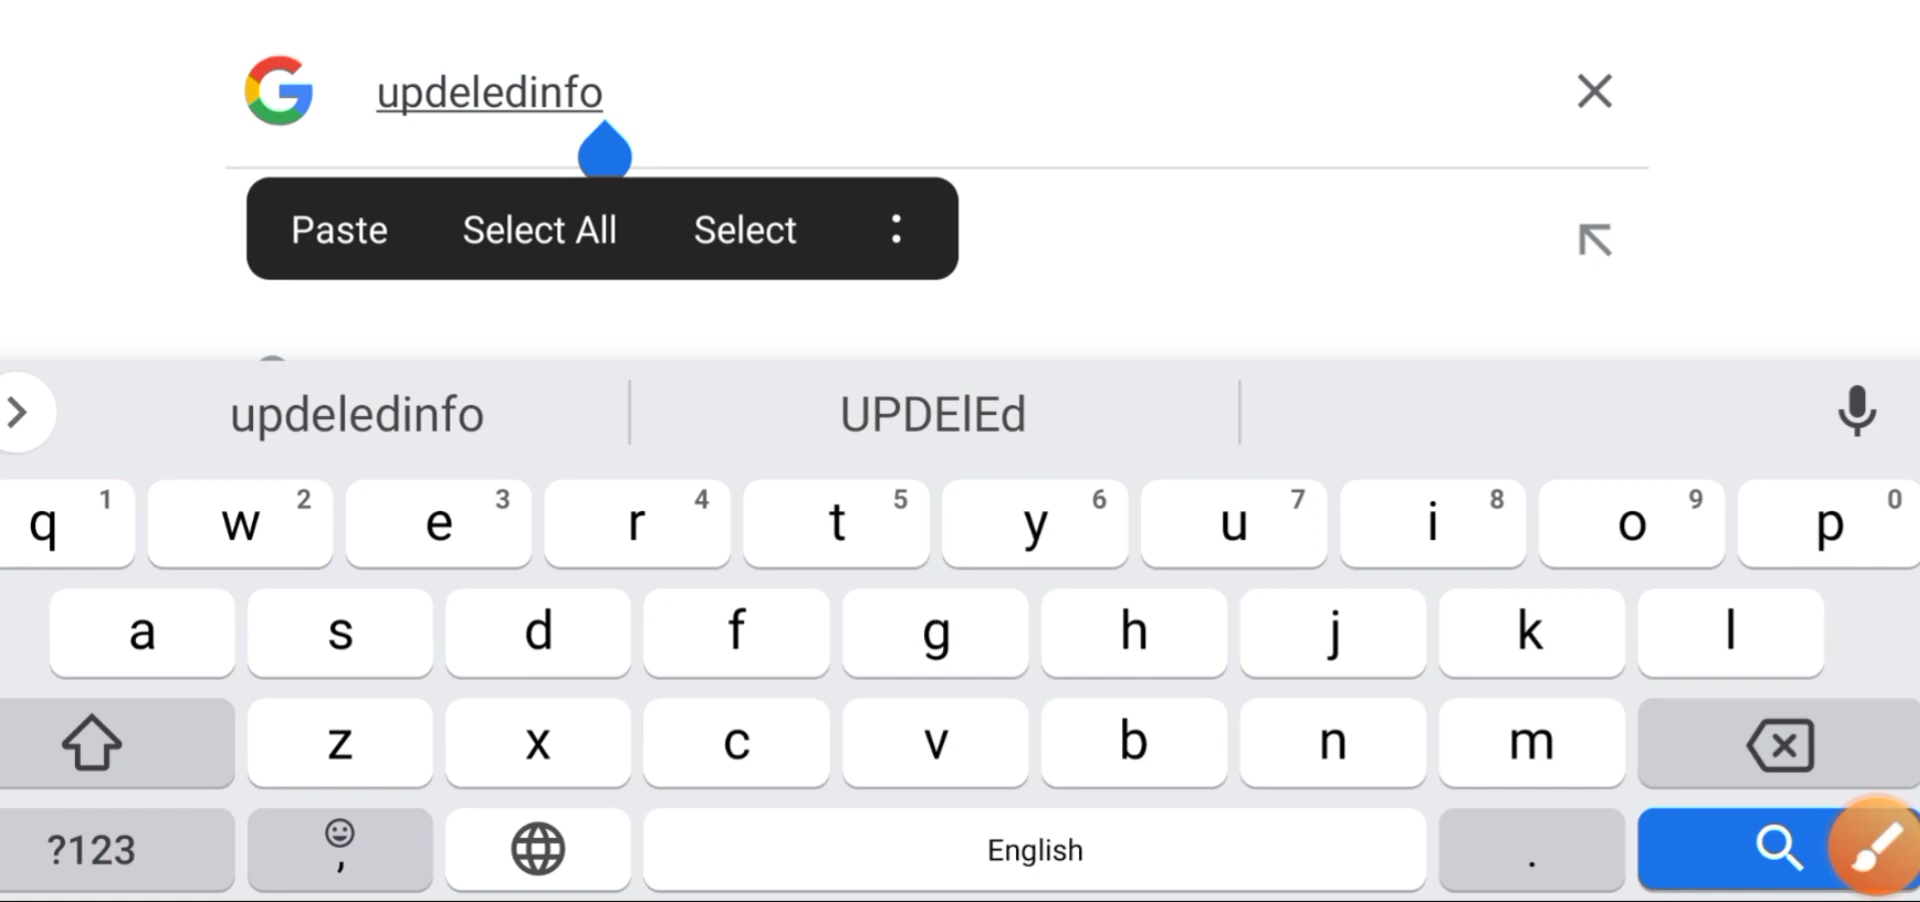 updeledinfo
Paste Select All Select
updeledinfo UPDElEd
q 1 w 2 e 3 r 4 t 5 y 6 u 7 i 8 o 9 p 0
a s d f g h j k l
z x c v b n m
?123 , English .